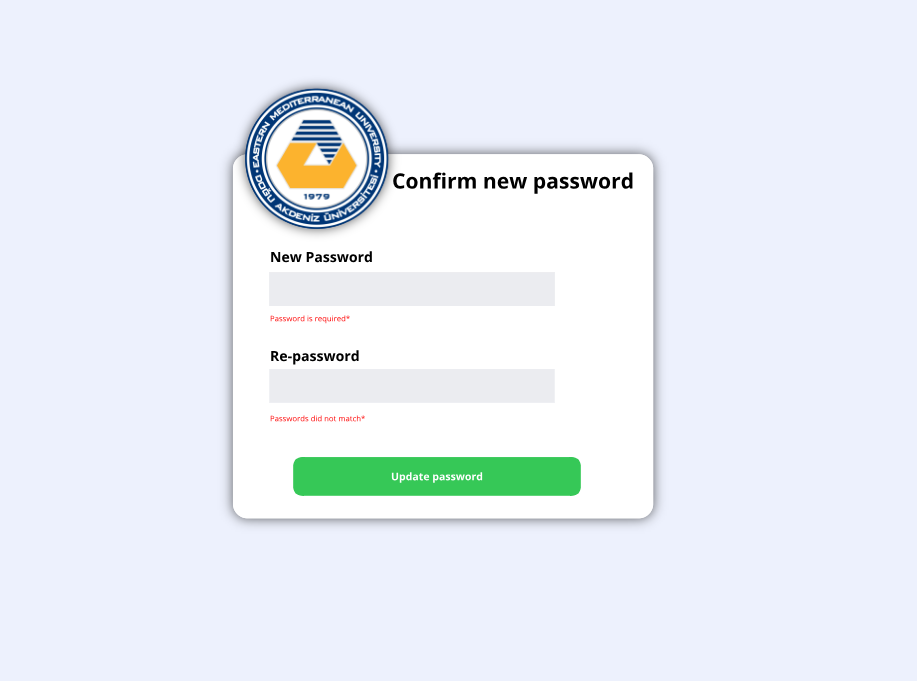 EASTERN MEDITERRANEAN UNIVERSITY
1979
• DOĞU AKDENİZ ÜNİVERSİTESİ •
Confirm new password
New Password
Password is required*
Re-password
Passwords did not match*
Update password